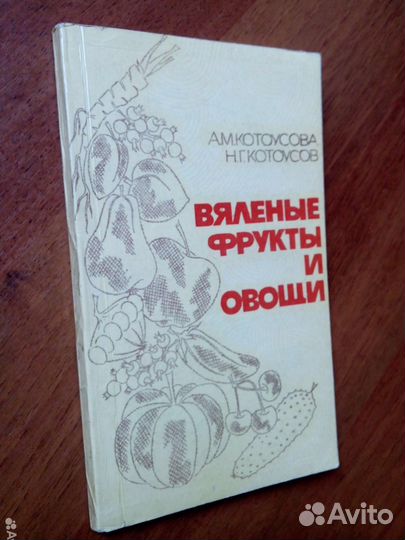 А.М.КОТОУСОВА
Н.Г.КОТОУСОВ
ВЯЛЕНЫЕ
ФРУКТЫ
И
ОВОЩИ
Avito